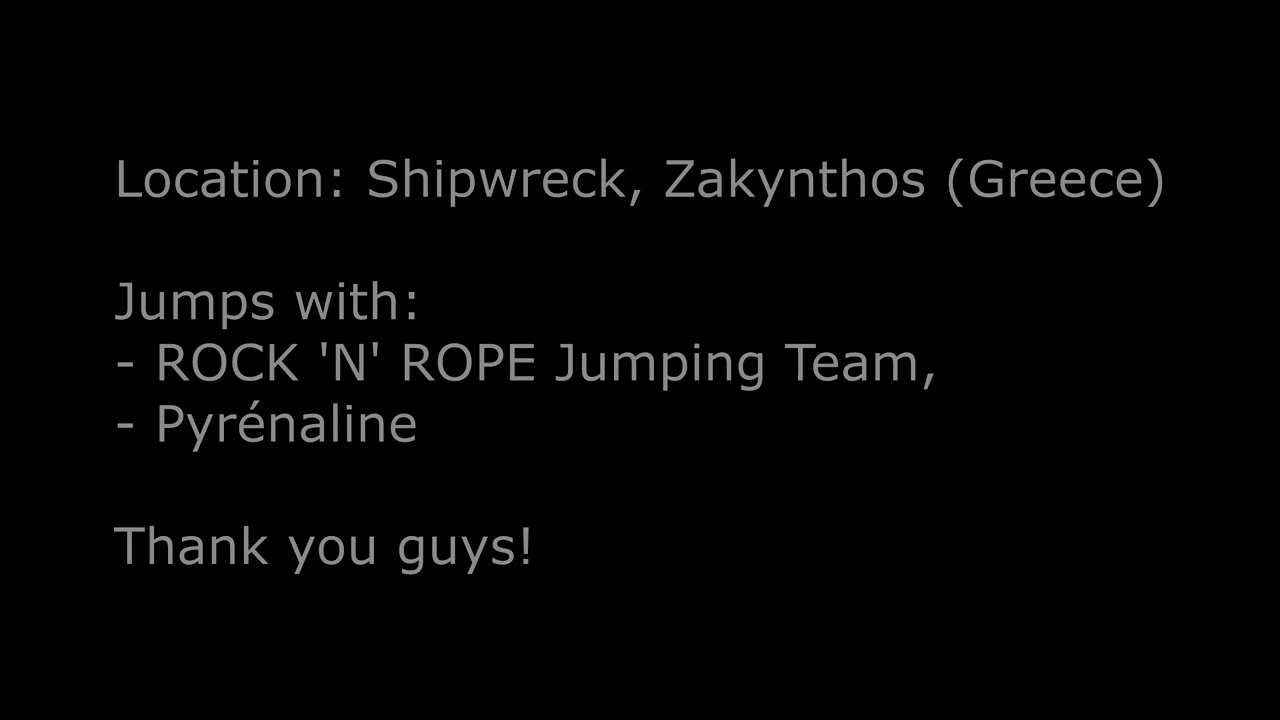 Location: Shipwreck, Zakynthos (Greece)
Jumps with:
- ROCK 'N' ROPE Jumping Team,
- Pyrénaline
Thank you guys!